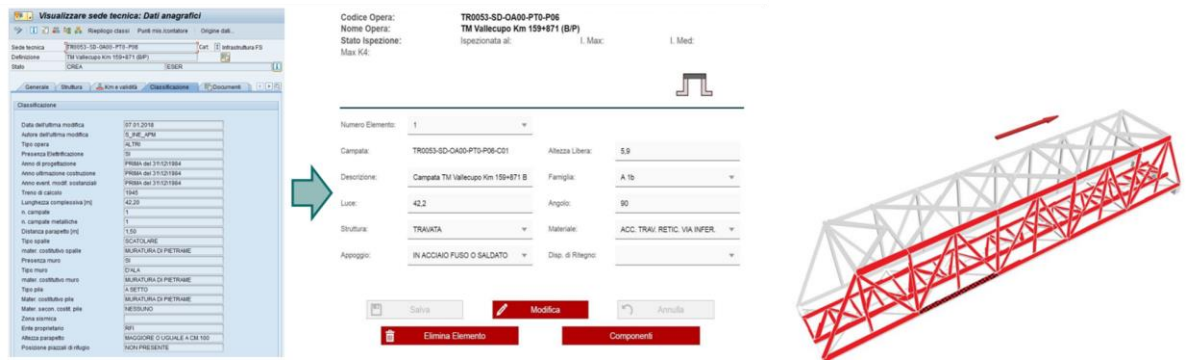 Visualizzare sede tecnica: Dati anagrafici
Riepilogo classi Punti mis./contatore Origine dati...
Sede tecnica TR0053-SD-OA00-PT0-P06 Cart. I Infrastruttura FS
Definizione TM Vallecupo Km 159+871 (B/P)
Stato CREA ESER
Generale Struttura Km e validità Classificazione Documenti
Classificazione
Data dell'ultima modifica 07.01.2018
Autore dell'ultima modifica S_INE_APM
Tipo opera ALTRI
Presenza Elettrificazione SI
Anno di progettazione PRIMA del 31/12/1984
Anno ultimazione costruzione PRIMA del 31/12/1984
Anno event. modif. sostanziali PRIMA del 31/12/1984
Treno di calcolo 1945
Lunghezza complessiva [m] 42,20
n. campate 1
n. campate metalliche 1
Distanza parapetto [m] 1,50
Tipo spalle SCATOLARE
mater. costitutivo spalle MURATURA DI PIETRAME
Presenza muro SI
Tipo muro D'ALA
mater. costitutivo muro MURATURA DI PIETRAME
Tipo pile A SETTO
Mater. costitutivo pile MURATURA DI PIETRAME
Mater. secon. costit. pile NESSUNO
Zona sismica
Ente proprietario RFI
Altezza parapetto MAGGIORE O UGUALE A CM.100
Posizione piazzali di rifugio NON PRESENTE
Codice Opera: TR0053-SD-OA00-PT0-P06
Nome Opera: TM Vallecupo Km 159+871 (B/P)
Stato Ispezione: Ispezionata al: I. Max: I. Med:
Max K4:
Numero Elemento: 1
Campata: TR0053-SD-OA00-PT0-P06-C01 Altezza Libera: 5,9
Descrizione: Campata TM Vallecupo Km 159+871 B Famiglia: A 1b
Luce: 42,2 Angolo: 90
Struttura: TRAVATA Materiale: ACC. TRAV. RETIC. VIA INFER.
Appoggio: IN ACCIAIO FUSO O SALDATO Disp. di Ritegno:
Salva Modifica Annulla
Elimina Elemento Componenti